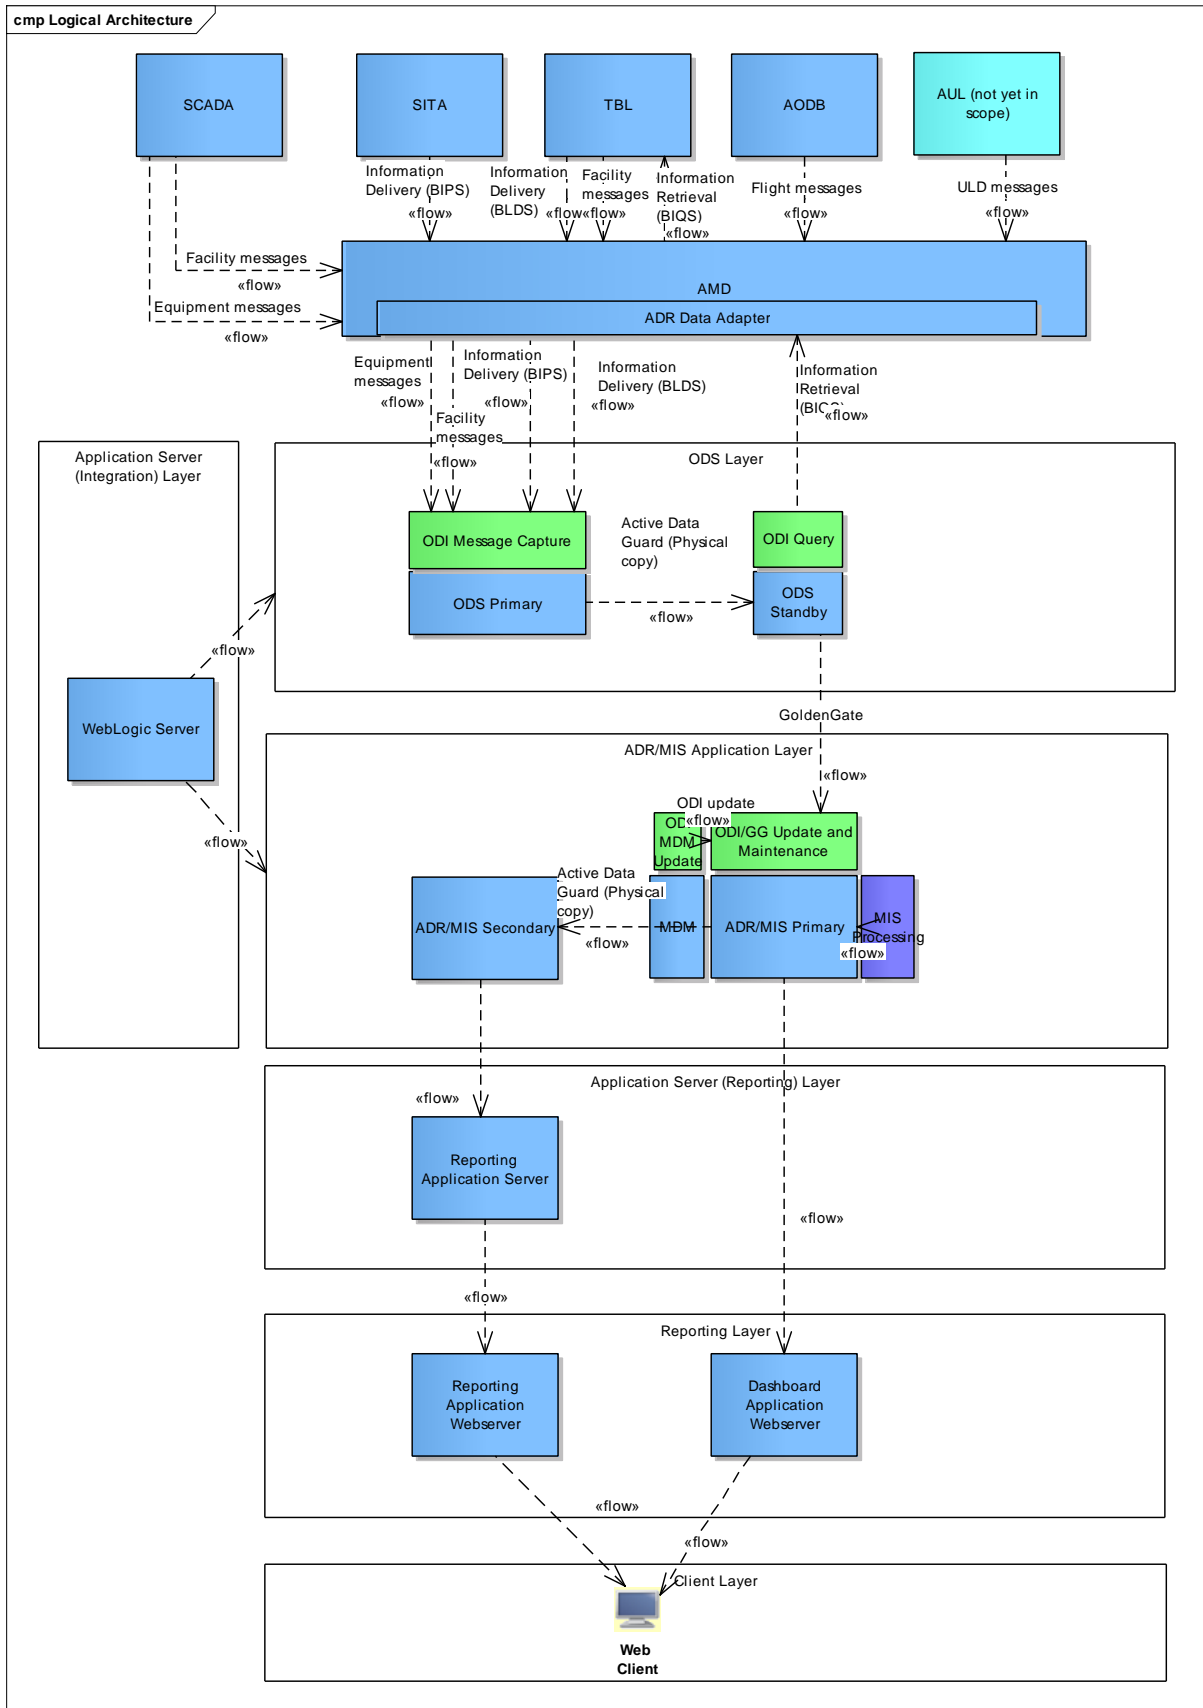 cmp Logical Architecture
SCADA
SITA
TBL
AODB
AUL (not yet in
scope)
Information
Delivery (BIPS)
«flow»
Information
Delivery
(BLDS)
«flow»
Facility
messages
«flow»
Information
Retrieval
(BIQS)
«flow»
Flight messages
«flow»
ULD messages
«flow»
Facility messages
«flow»
Equipment messages
«flow»
AMD
ADR Data Adapter
Equipment
messages
«flow»
Facility
messages
«flow»
Information
Delivery (BIPS)
«flow»
Information
Delivery (BLDS)
«flow»
Information
Retrieval
«flow»
Application Server
(Integration) Layer
ODS Layer
ODI Message Capture
Active Data
Guard (Physical
copy)
ODI Query
ODS Primary
«flow»
ODS
Standby
«flow»
WebLogic Server
«flow»
GoldenGate
«flow»
ADR/MIS Application Layer
ODI update
«flow»
MDM
Update
ODI/GG Update and
Maintenance
Active Data
Guard (Physical
copy)
ADR/MIS Secondary
«flow»
MDM
ADR/MIS Primary
MIS
Processing
«flow»
Application Server (Reporting) Layer
«flow»
Reporting
Application Server
«flow»
«flow»
Reporting Layer
Reporting
Application
Webserver
Dashboard
Application
Webserver
«flow»
«flow»
Client Layer
Web
Client